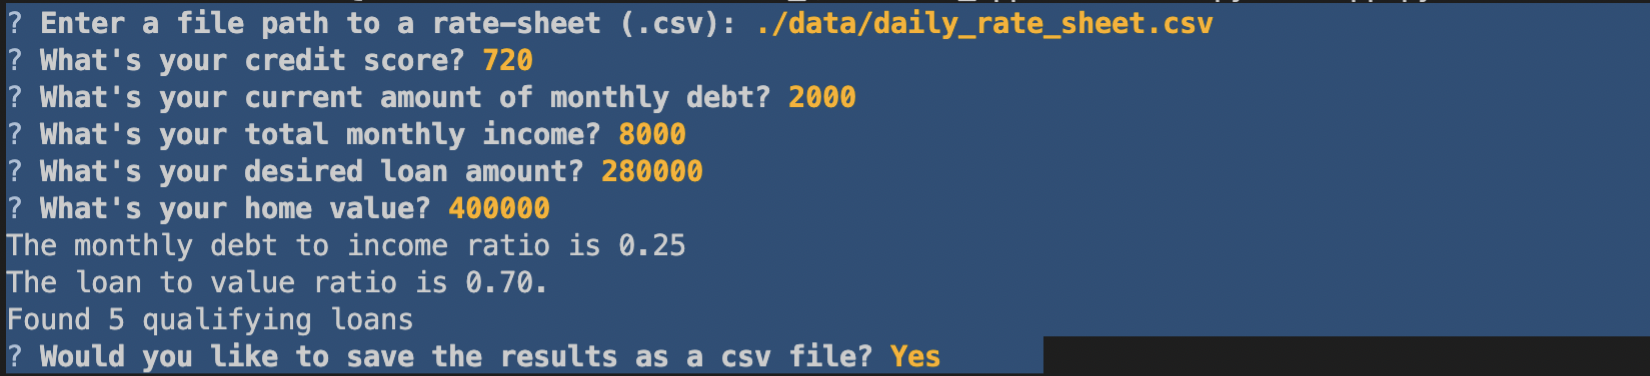 ? Enter a file path to a rate-sheet (.csv): ./data/daily_rate_sheet.csv
? What's your credit score? 720
? What's your current amount of monthly debt? 2000
? What's your total monthly income? 8000
? What's your desired loan amount? 280000
? What's your home value? 400000
The monthly debt to income ratio is 0.25
The loan to value ratio is 0.70.
Found 5 qualifying loans
? Would you like to save the results as a csv file? Yes